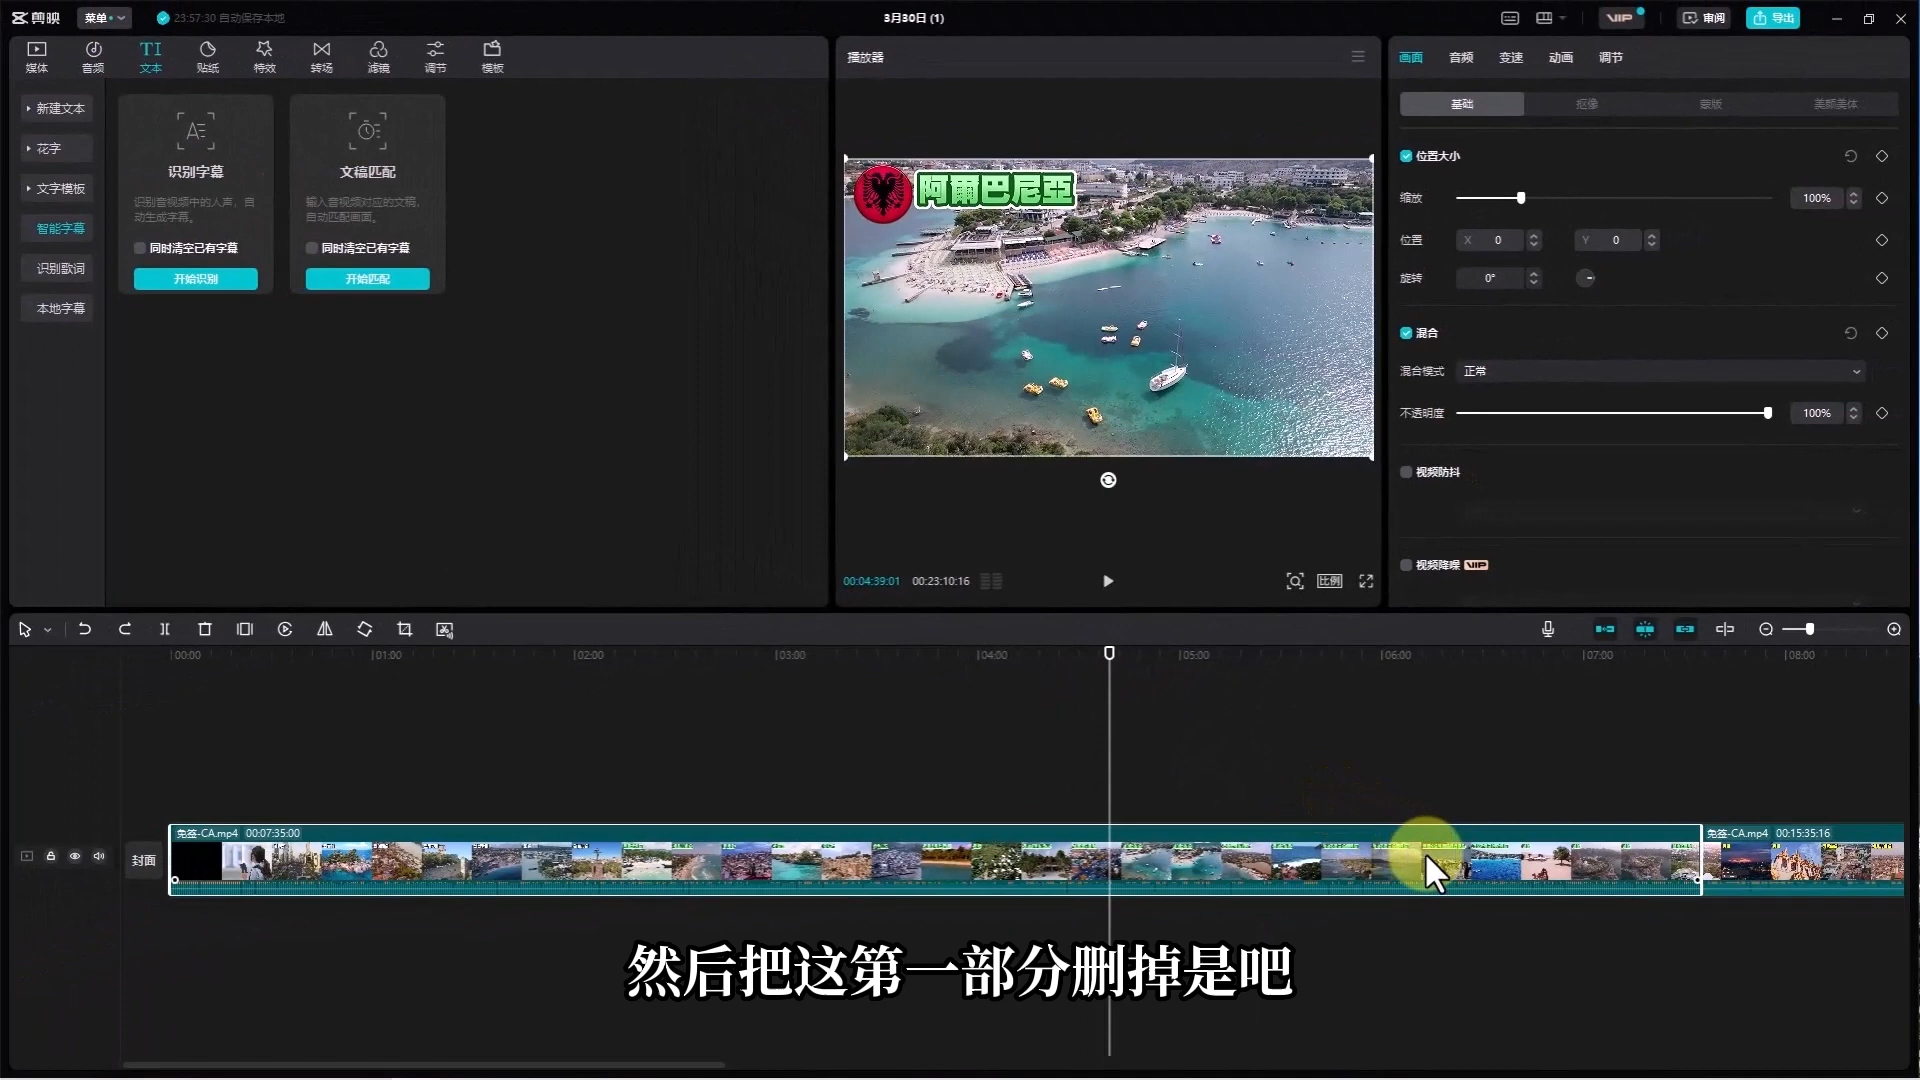 剪映
菜单
23:57:30 自动保存本地
3月30日 (1)
VIP
审阅
导出
媒体
音频
TI
文本
贴纸
特效
转场
滤镜
调节
模板
新建文本
花字
文字模板
智能字幕
识别歌词
本地字幕
识别字幕
识别音视频中的人声，自
动生成字幕。
同时清空已有字幕
开始识别
文稿匹配
输入音视频对应的文稿，
自动匹配画面。
同时清空已有字幕
开始匹配
播放器
阿爾巴尼亞
00:04:39:01
00:23:10:16
比例
画面
音频
变速
动画
调节
基础
抠像
蒙版
美颜美体
位置大小
缩放
100%
位置
X 0
Y 0
旋转
0°
混合
混合模式
正常
不透明度
100%
视频防抖
视频降噪 VIP
00:00
01:00
02:00
03:00
04:00
05:00
06:00
07:00
08:00
封面
免签-CA.mp4 00:07:35:00
免签-CA.mp4 00:15:35:16
然后把这第一部分删掉是吧